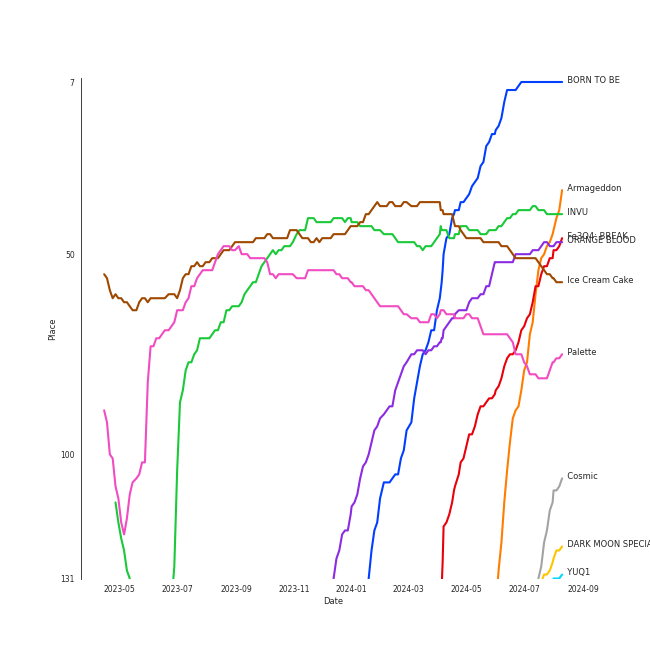 7
50
100
131
Place
2023-05
2023-07
2023-09
2023-11
2024-01
2024-03
2024-05
2024-07
2024-09
Date
BORN TO BE
Armageddon
INVU
Fe3O4: BREAK
ORANGE BLOOD
Ice Cream Cake
Palette
Cosmic
DARK MOON SPECIA
YUQ1